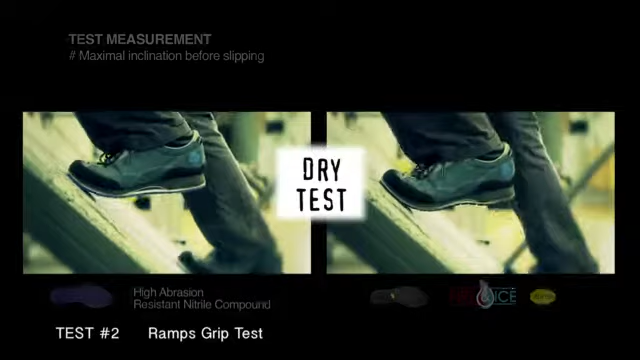 TEST MEASUREMENT
# Maximal inclination before slipping
DRY
TEST
High Abrasion
Resistant Nitrile Compound
&ICE
TEST #2 Ramps Grip Test